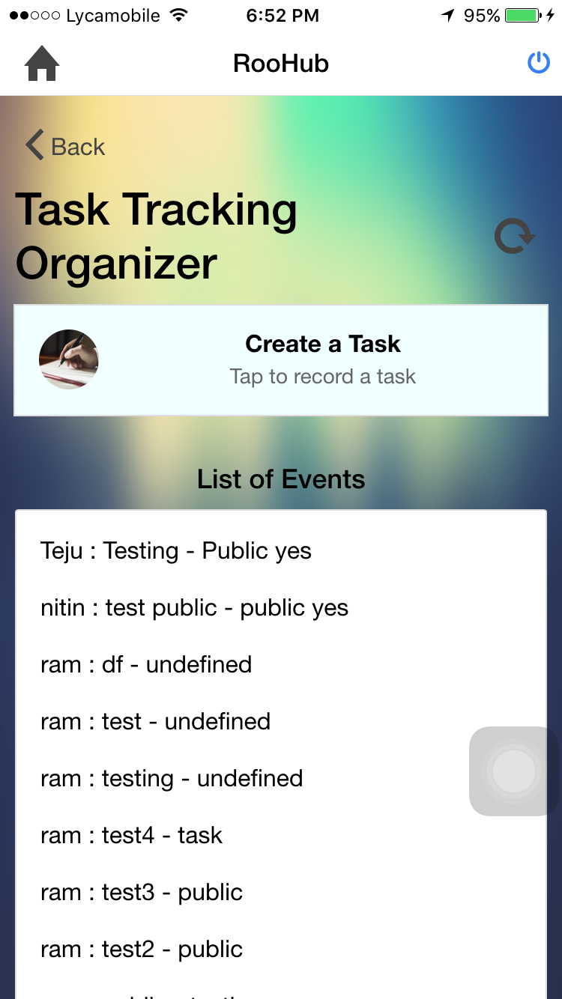 Lycamobile 6:52 PM 95%
RooHub
Back
Task Tracking
Organizer
Create a Task
Tap to record a task
List of Events
Teju : Testing - Public yes
nitin : test public - public yes
ram : df - undefined
ram : test - undefined
ram : testing - undefined
ram : test4 - task
ram : test3 - public
ram : test2 - public